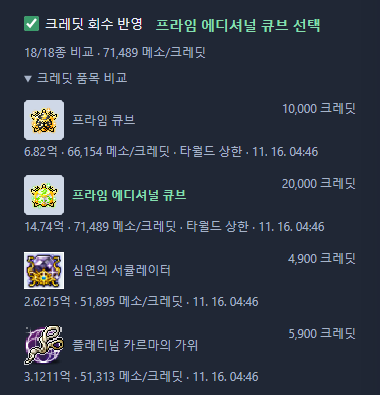 크레딧 회수 반영 프라임 에디셔널 큐브 선택
18/18종 비교 · 71,489 메소/크레딧
▼ 크레딧 품목 비교
프라임 큐브 10,000 크레딧
6.82억 · 66,154 메소/크레딧 · 타월드 상한 · 11. 16. 04:46
프라임 에디셔널 큐브 20,000 크레딧
14.74억 · 71,489 메소/크레딧 · 타월드 상한 · 11. 16. 04:46
심연의 서큘레이터 4,900 크레딧
2.6215억 · 51,895 메소/크레딧 · 11. 16. 04:46
플래티넘 카르마의 가위 5,900 크레딧
3.1211억 · 51,313 메소/크레딧 · 11. 16. 04:46